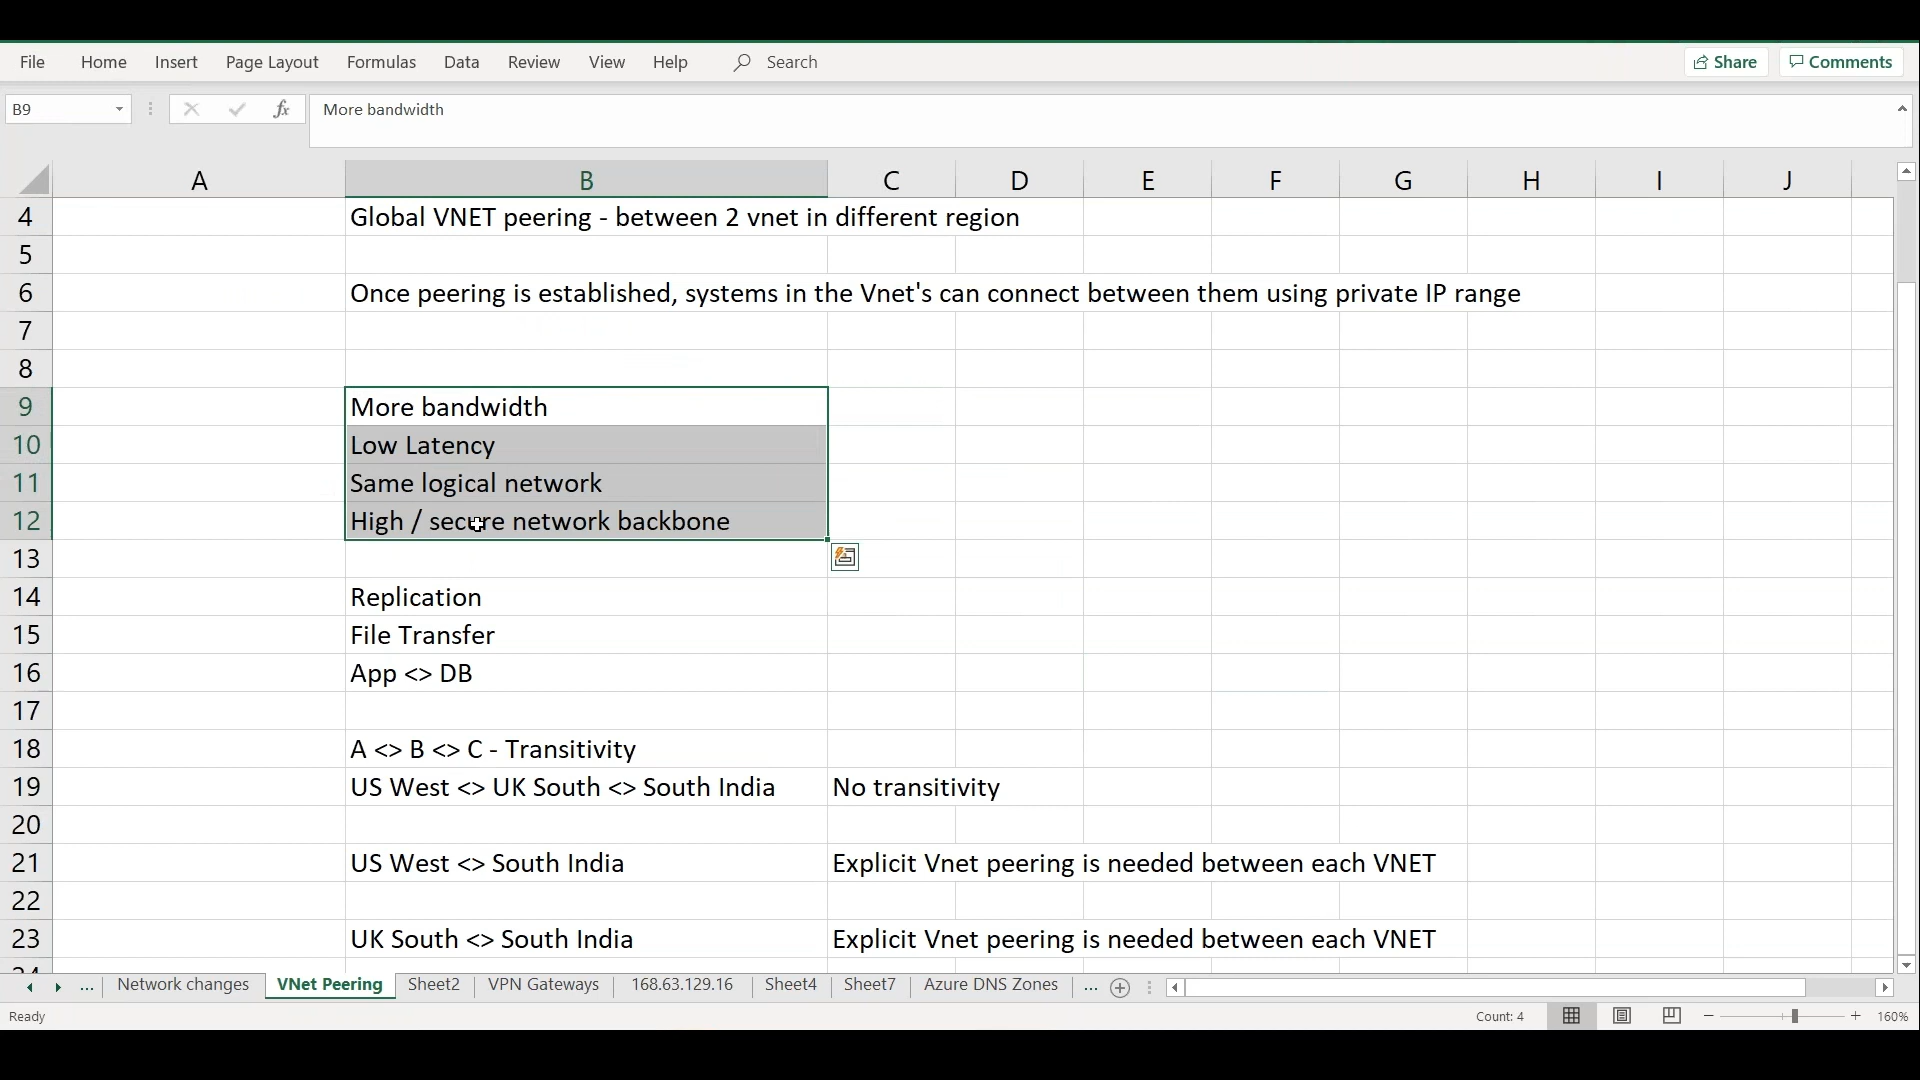 File Home Insert Page Layout Formulas Data Review View Help Search Share Comments
B9 fx More bandwidth
A B C D E F G H I J
4 Global VNET peering - between 2 vnet in different region
5
6 Once peering is established, systems in the Vnet's can connect between them using private IP range
7
8
9 More bandwidth
10 Low Latency
11 Same logical network
12 High / secure network backbone
13
14 Replication
15 File Transfer
16 App <> DB
17
18 A <> B <> C - Transitivity
19 US West <> UK South <> South India No transitivity
20
21 US West <> South India Explicit Vnet peering is needed between each VNET
22
23 UK South <> South India Explicit Vnet peering is needed between each VNET
24
... Network changes VNet Peering Sheet2 VPN Gateways 168.63.129.16 Sheet4 Sheet7 Azure DNS Zones ...
Ready Count: 4 160%